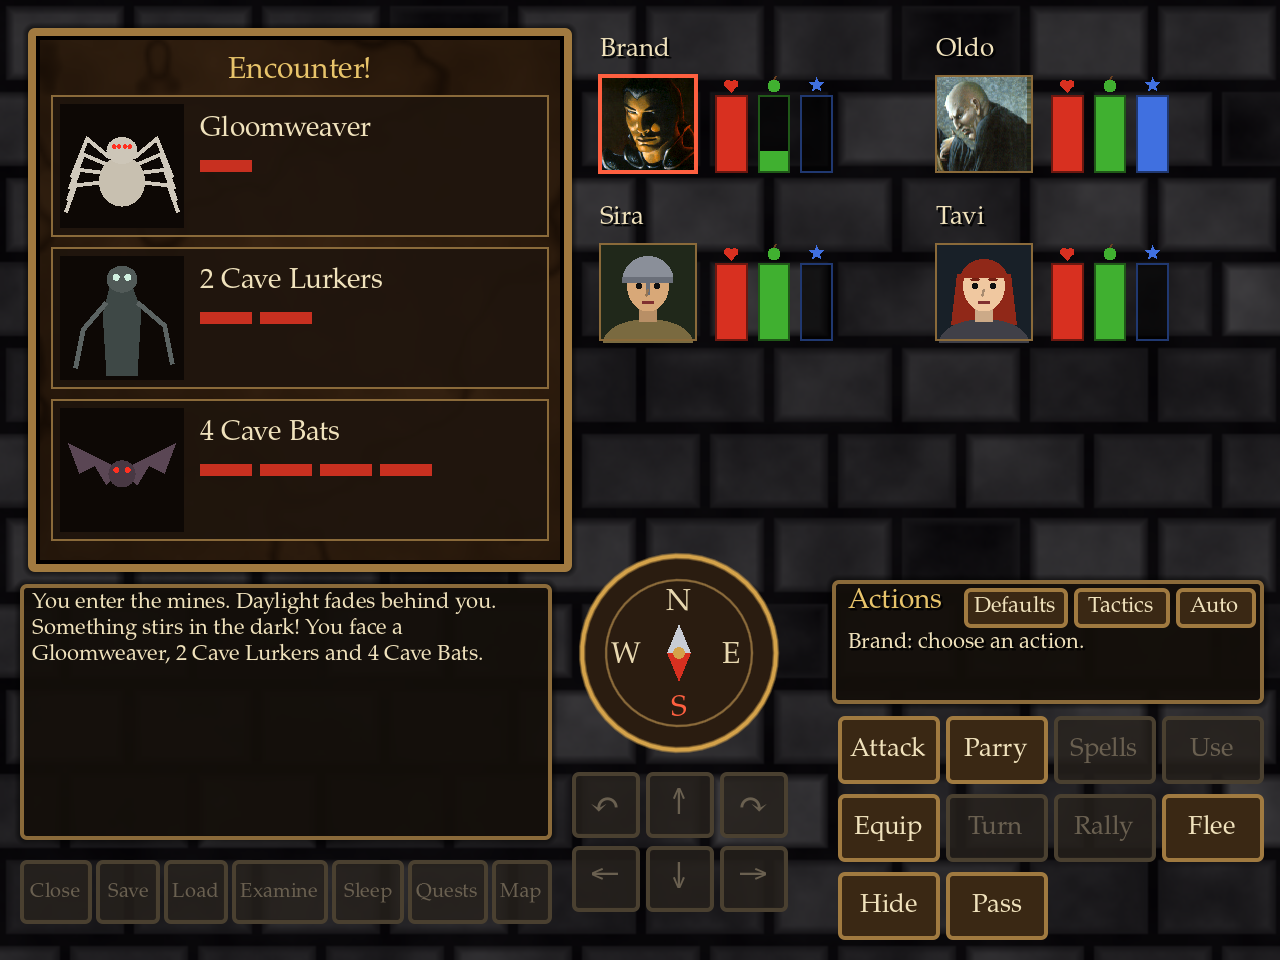 Encounter!
Gloomweaver
2 Cave Lurkers
4 Cave Bats
Brand
Oldo
Sira
Tavi
You enter the mines. Daylight fades behind you.
Something stirs in the dark! You face a
Gloomweaver, 2 Cave Lurkers and 4 Cave Bats.
N
W E
S
Actions Defaults Tactics Auto
Brand: choose an action.
Attack Parry Spells Use
Equip Turn Rally Flee
Hide Pass
Close Save Load Examine Sleep Quests Map